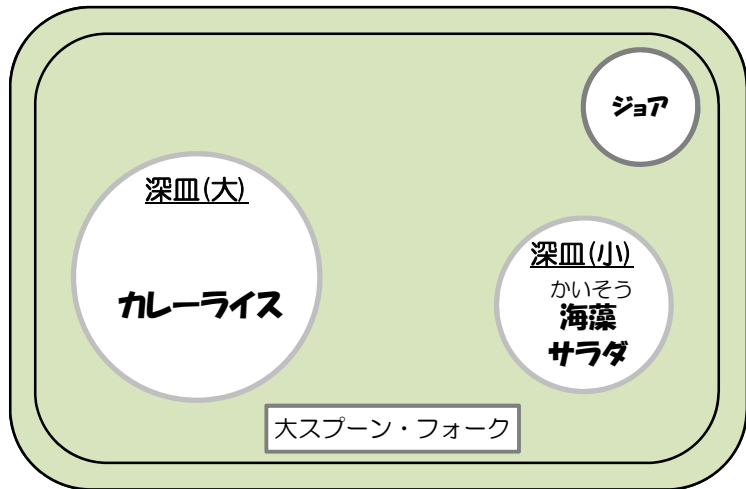 ジョア
深皿(大)
カレーライス
深皿(小)
かいそう
海藻
サラダ
大スプーン・フォーク